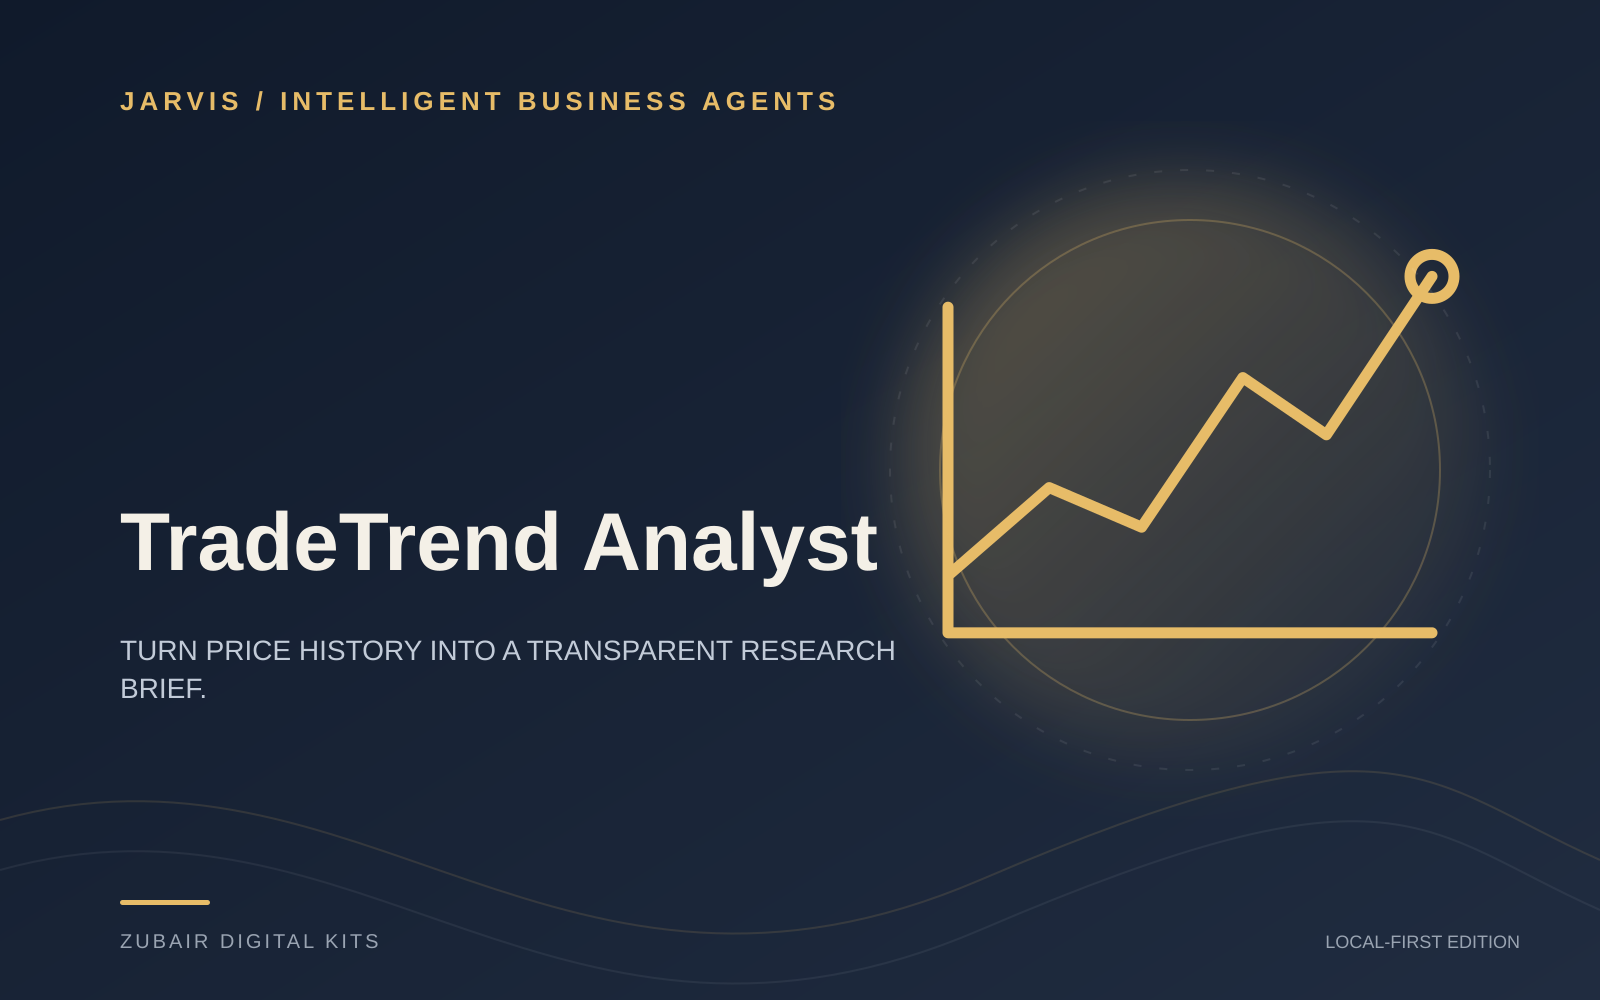 JARVIS / INTELLIGENT BUSINESS AGENTS
TradeTrend Analyst
TURN PRICE HISTORY INTO A TRANSPARENT RESEARCH
BRIEF.
ZUBAIR DIGITAL KITS
LOCAL-FIRST EDITION